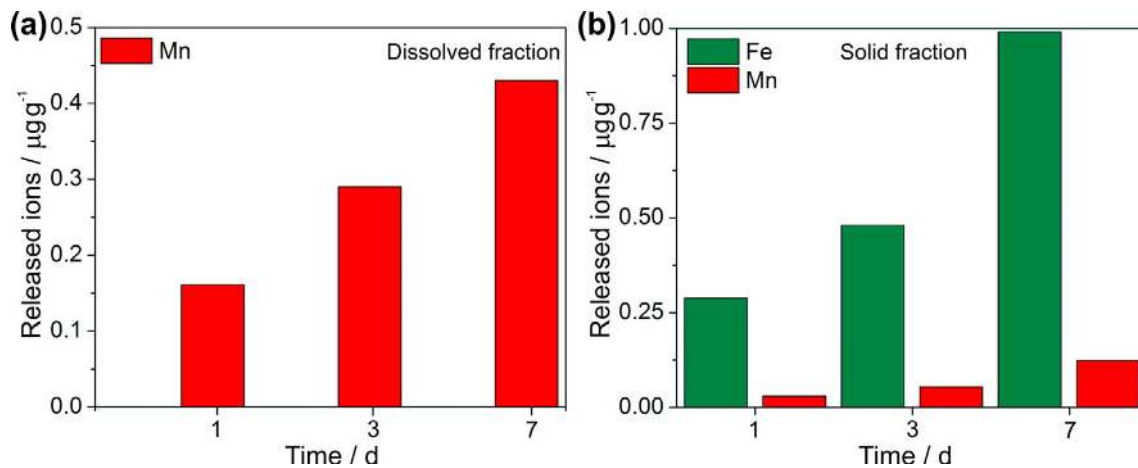 (a)
Mn
Dissolved fraction
0.5
0.4
0.3
0.2
0.1
0.0
Released ions / µgg⁻¹
1 3 7
Time / d
(b)
Fe
Mn
Solid fraction
1.00
0.75
0.50
0.25
0.00
Released ions / µgg⁻¹
1 3 7
Time / d